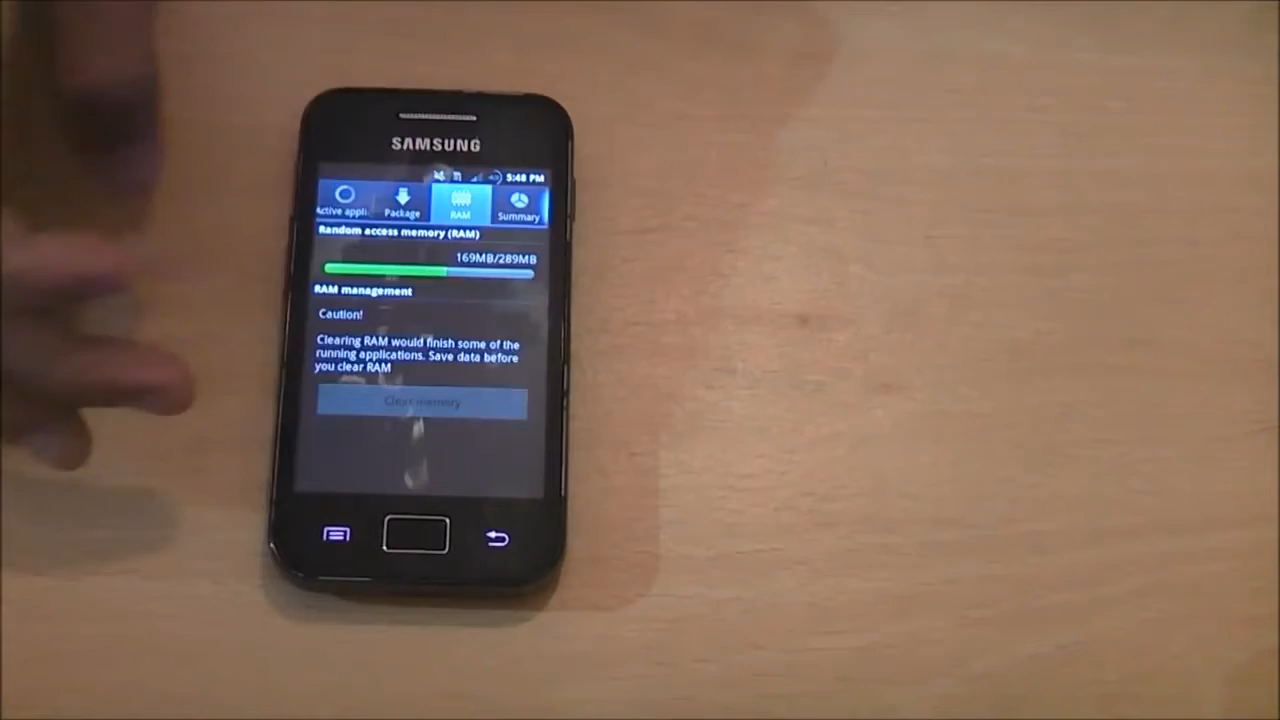 SAMSUNG
5:48 PM
Active appli
Package
RAM
Summary
Random access memory (RAM)
169MB/289MB
RAM management
Caution!
Clearing RAM would finish some of the
running applications. Save data before
you clear RAM
Clear memory